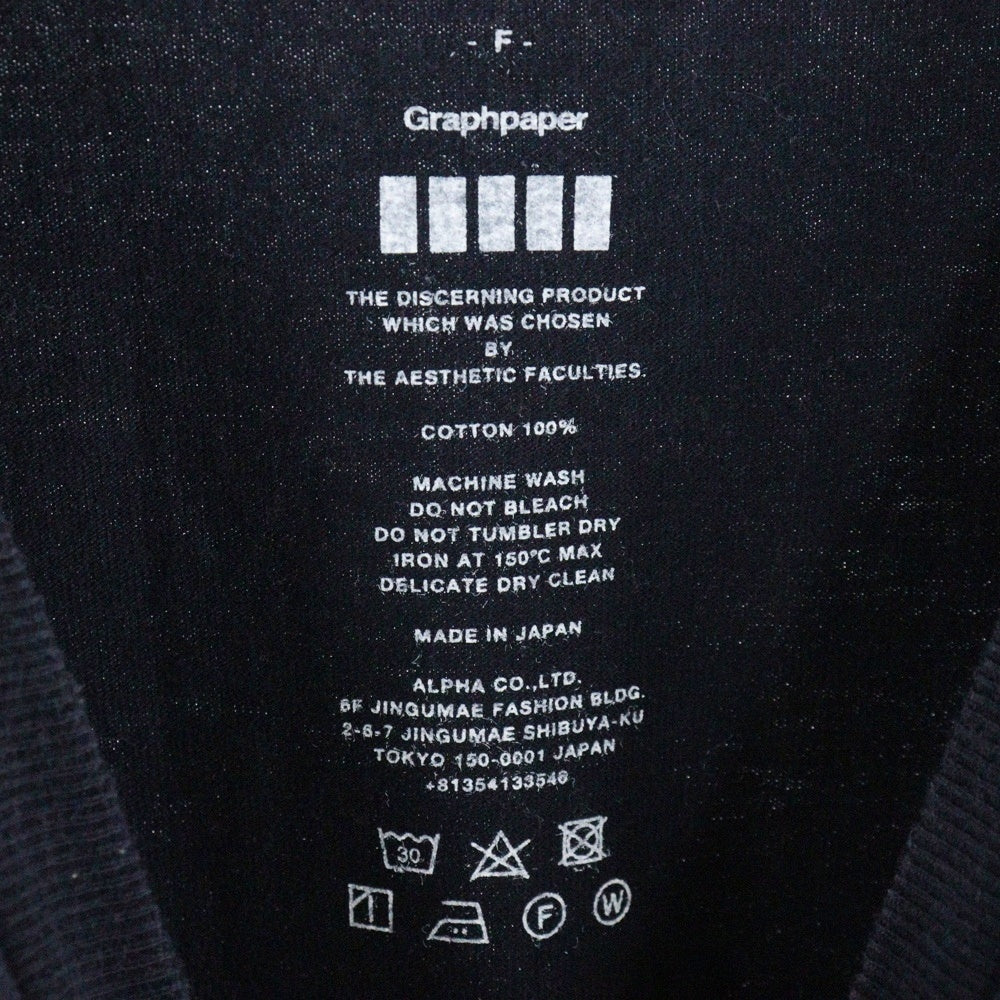 - F -
Graphpaper
THE DISCERNING PRODUCT
WHICH WAS CHOSEN
BY
THE AESTHETIC FACULTIES.
COTTON 100%
MACHINE WASH
DO NOT BLEACH
DO NOT TUMBLER DRY
IRON AT 150°C MAX
DELICATE DRY CLEAN
MADE IN JAPAN
ALPHA CO.,LTD.
6F JINGUMAE FASHION BLDG.
2-6-7 JINGUMAE SHIBUYA-KU
TOKYO 150-0001 JAPAN
+81354133546
30
F W